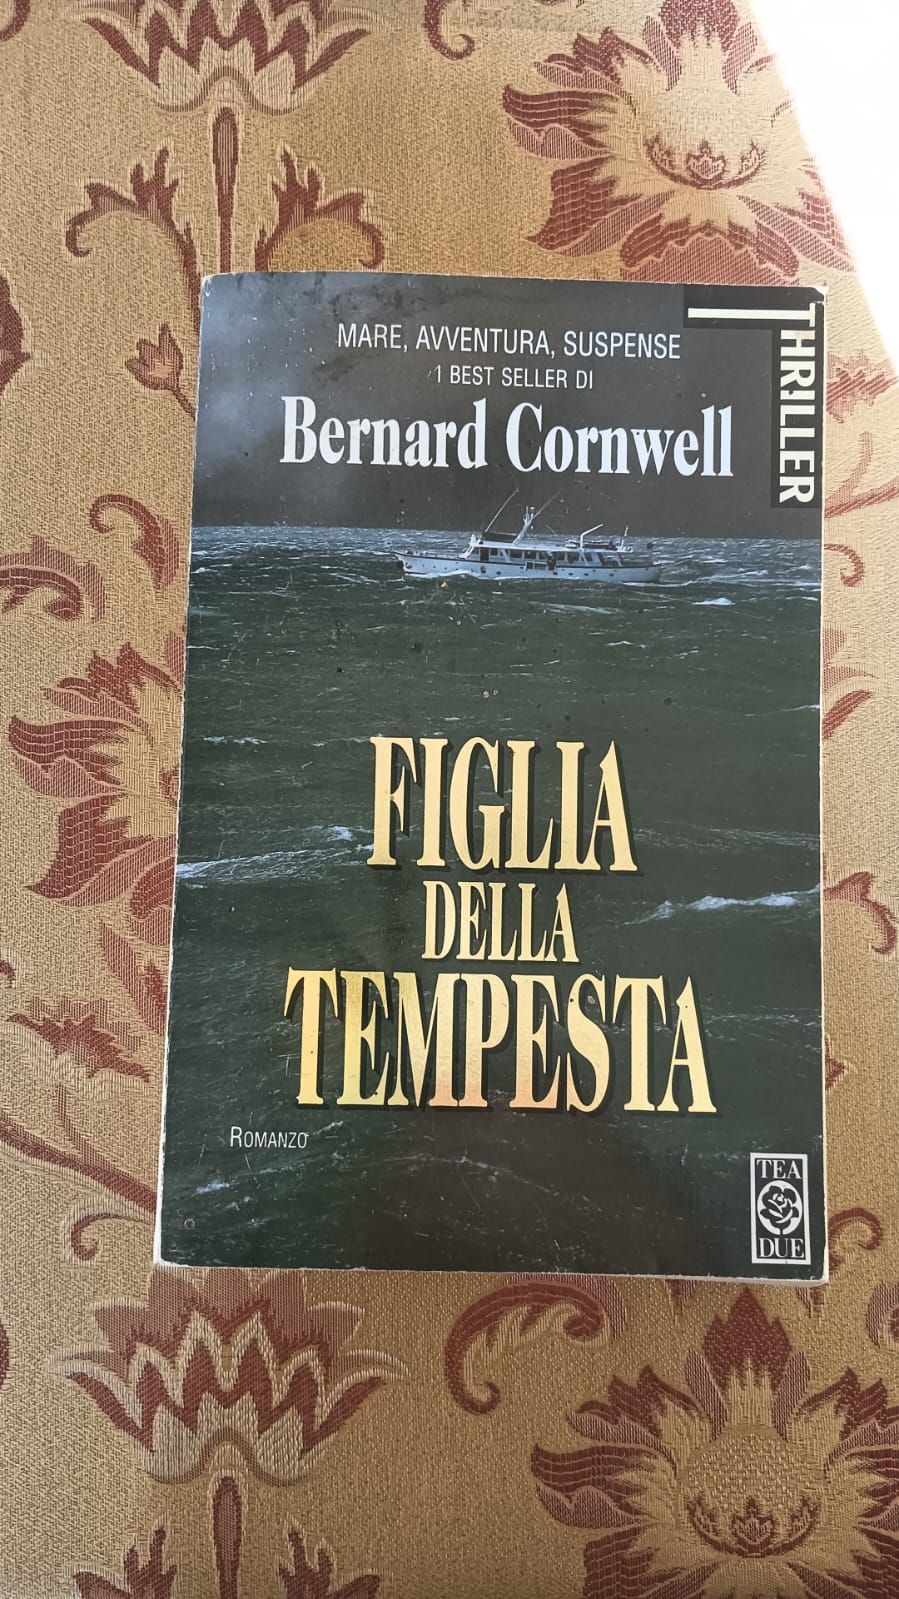 MARE, AVVENTURA, SUSPENSE
I BEST SELLER DI
Bernard Cornwell
THRILLER
FIGLIA
DELLA
TEMPESTA
ROMANZO
TEA
DUE